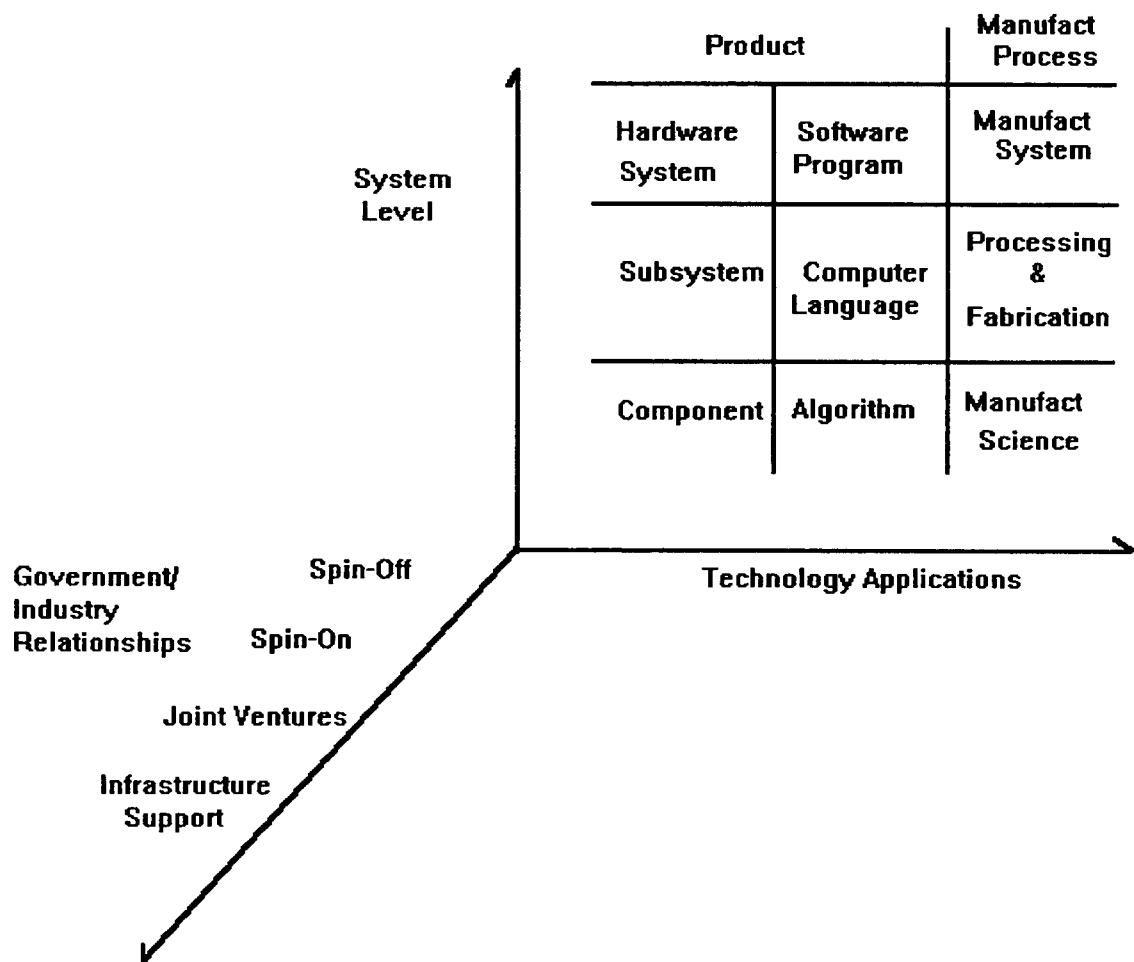 Product
Manufact
Process
Hardware
System
Software
Program
Manufact
System
System
Level
Subsystem
Computer
Language
Processing
&
Fabrication
Component
Algorithm
Manufact
Science
Technology Applications
Government/
Industry
Relationships
Spin-Off
Spin-On
Joint Ventures
Infrastructure
Support